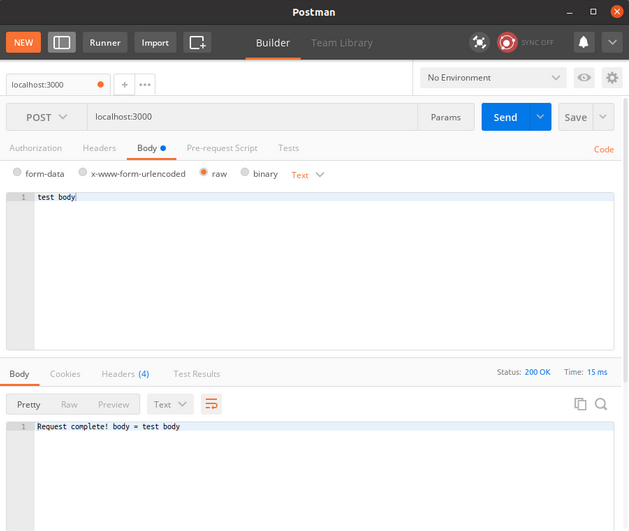 Postman
NEW Runner Import Builder Team Library SYNC OFF
localhost:3000 + ••• No Environment
POST localhost:3000 Params Send Save
Authorization Headers Body Pre-request Script Tests Code
form-data x-www-form-urlencoded raw binary Text
1 test body
Body Cookies Headers (4) Test Results Status: 200 OK Time: 15 ms
Pretty Raw Preview Text
1 Request complete! body = test body